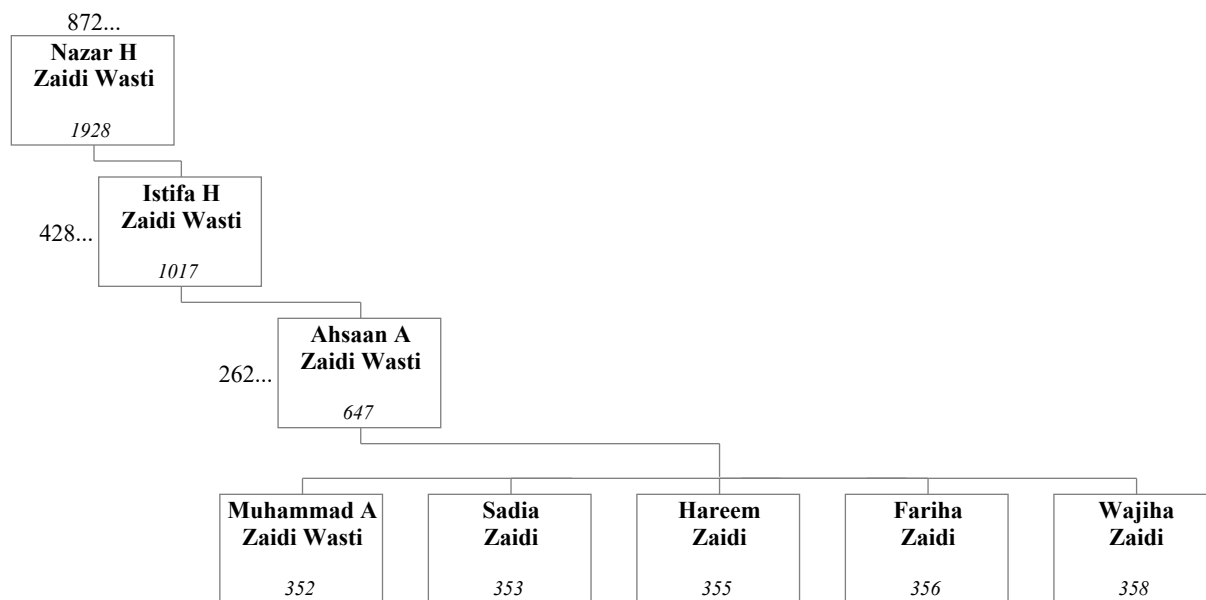 872...
Nazar H
Zaidi Wasti
1928
Istifa H
Zaidi Wasti
428...
1017
Ahsaan A
Zaidi Wasti
262...
647
Muhammad A
Zaidi Wasti
352
Sadia
Zaidi
353
Hareem
Zaidi
355
Fariha
Zaidi
356
Wajiha
Zaidi
358